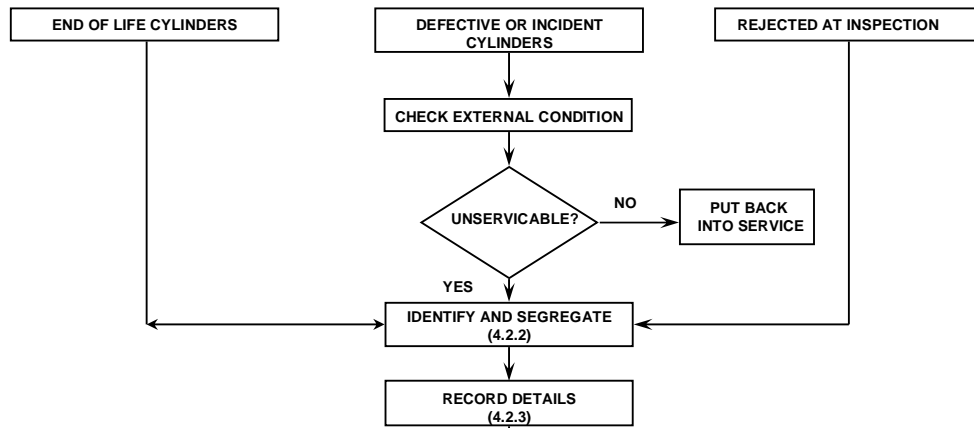 END OF LIFE CYLINDERS
DEFECTIVE OR INCIDENT
CYLINDERS
REJECTED AT INSPECTION
CHECK EXTERNAL CONDITION
UNSERVICABLE?
NO
PUT BACK
INTO SERVICE
YES
IDENTIFY AND SEGREGATE
(4.2.2)
RECORD DETAILS
(4.2.3)